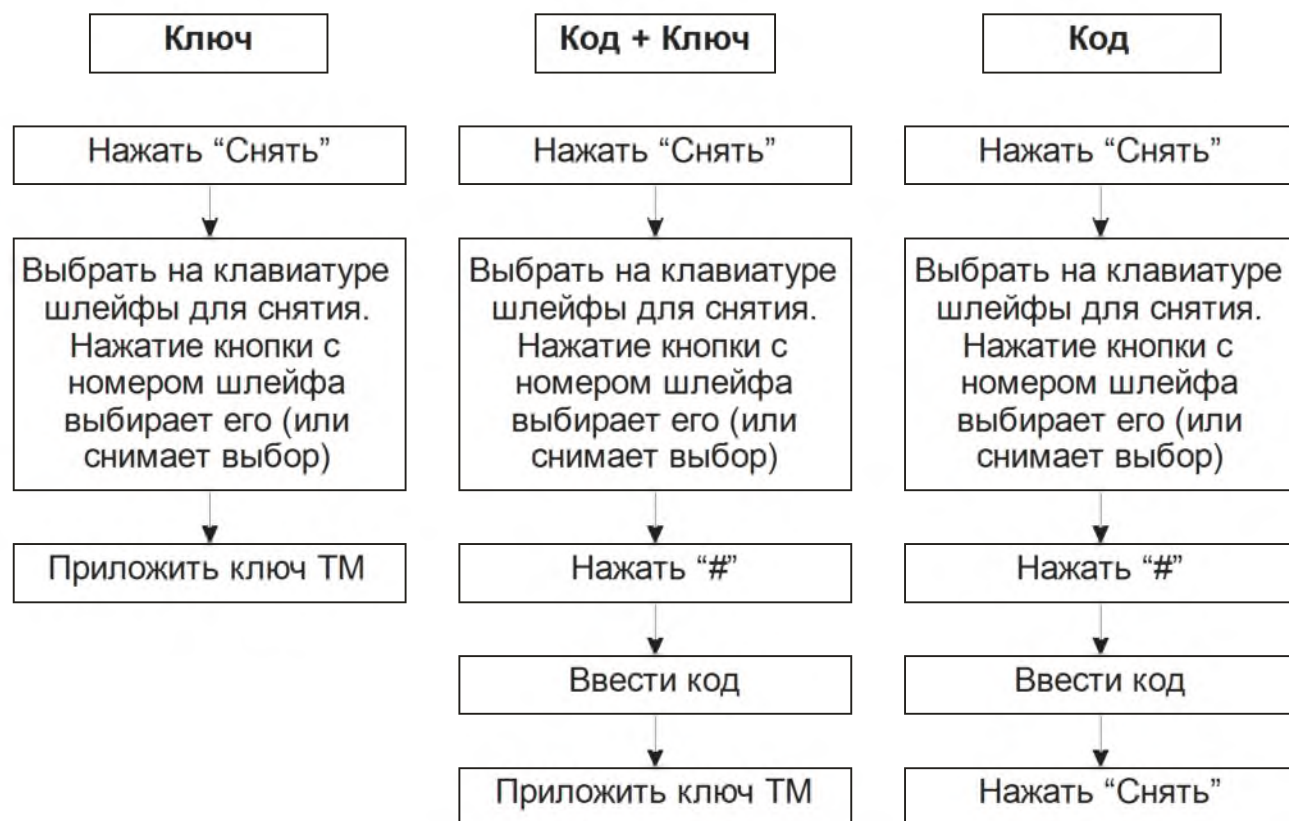 Ключ
Нажать “Снять”
Выбрать на клавиатуре
шлейфы для снятия.
Нажатие кнопки с
номером шлейфа
выбирает его (или
снимает выбор)
Приложить ключ ТМ
Код + Ключ
Нажать “Снять”
Выбрать на клавиатуре
шлейфы для снятия.
Нажатие кнопки с
номером шлейфа
выбирает его (или
снимает выбор)
Нажать “#”
Ввести код
Приложить ключ ТМ
Код
Нажать “Снять”
Выбрать на клавиатуре
шлейфы для снятия.
Нажатие кнопки с
номером шлейфа
выбирает его (или
снимает выбор)
Нажать “#”
Ввести код
Нажать “Снять”